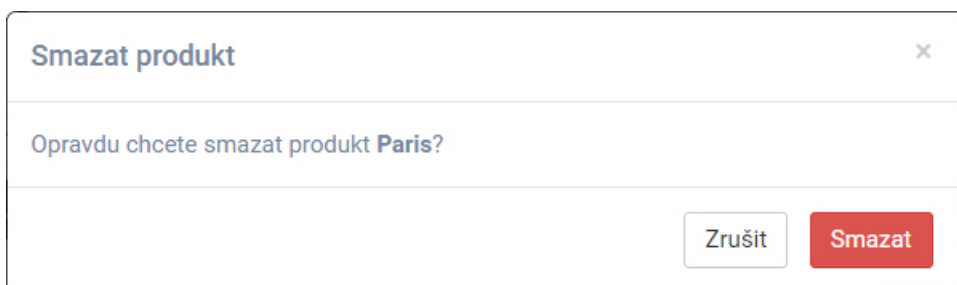 Smazat produkt
×
Opravdu chcete smazat produkt Paris?
Zrušit
Smazat